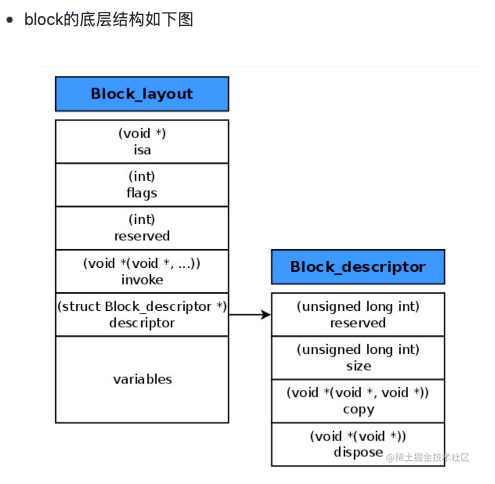 block的底层结构如下图
Block_layout
(void *)
isa
(int)
flags
(int)
reserved
(void *(void *, ...))
invoke
(struct Block_descriptor *)
descriptor
variables
Block_descriptor
(unsigned long int)
reserved
(unsigned long int)
size
(void *(void *, void *))
copy
(void *(void *))
dispose
@稀土掘金技术社区